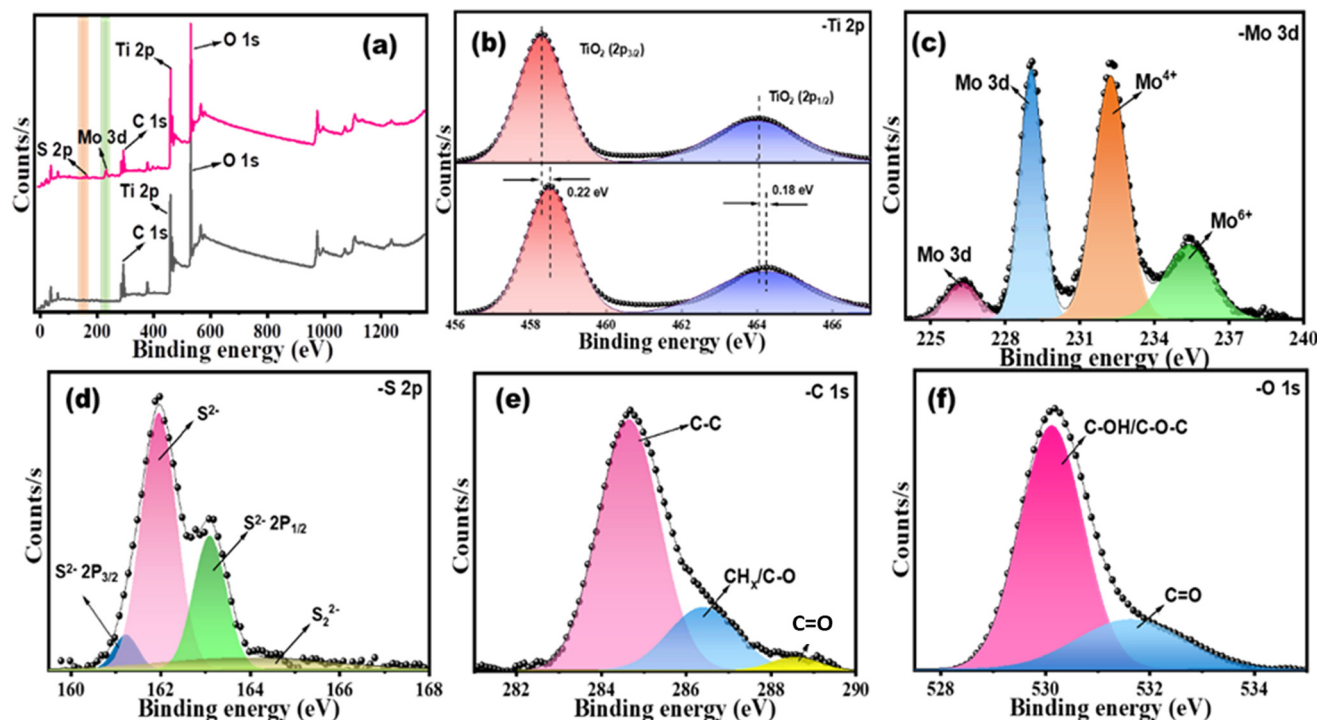 (a)
O 1s
Ti 2p
C 1s
Mo 3d
S 2p
O 1s
Ti 2p
C 1s
Counts/s
0 200 400 600 800 1000 1200
Binding energy (eV)
(b)
-Ti 2p
TiO₂ (2p₃/₂)
TiO₂ (2p₁/₂)
0.22 eV
0.18 eV
Counts/s
456 458 460 462 464 466
Binding energy (eV)
(c)
-Mo 3d
Mo 3d
Mo⁴⁺
Mo⁶⁺
Mo 3d
Counts/s
225 228 231 234 237 240
Binding energy (eV)
(d)
-S 2p
S²⁻
S²⁻ 2P₁/₂
S²⁻ 2P₃/₂
S₂²⁻
Counts/s
160 162 163 164 166 168
Binding energy (eV)
(e)
-C 1s
C-C
CHₓ/C-O
C=O
Counts/s
282 284 286 288 290
Binding energy (eV)
(f)
-O 1s
C-OH/C-O-C
C=O
Counts/s
528 530 532 534
Binding energy (eV)